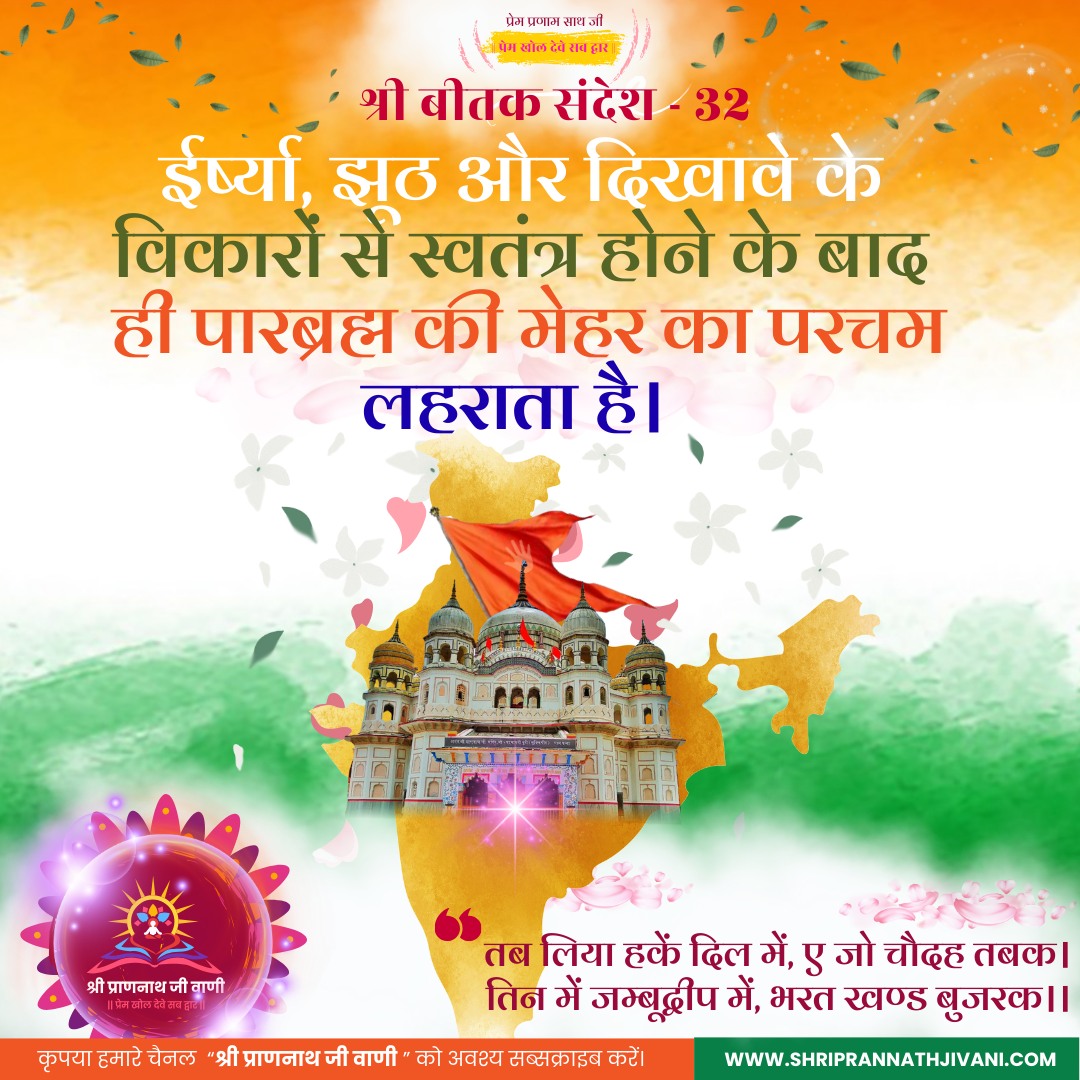 प्रेम प्रणाम साथ जी
॥ प्रेम खोल देवे सब द्वार ॥
श्री बीतक संदेश - 32
ईर्ष्या, झूठ और दिखावे के
विकारों से स्वतंत्र होने के बाद
ही पारब्रह्म की मेहर का परचम
लहराता है।
तब लिया हकें दिल में, ए जो चौदह तबक।
तिन में जम्बूद्वीप में, भरत खण्ड बुजरक।।
श्री प्राणनाथ जी वाणी
॥ प्रेम खोल देवे सब द्वार ॥
कृपया हमारे चैनल “श्री प्राणनाथ जी वाणी ” को अवश्य सब्सक्राइब करें।
WWW.SHRIPRANNATHJIVANI.COM